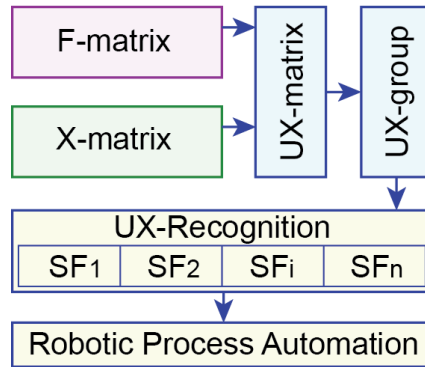 F-matrix
X-matrix
UX-matrix
UX-group
UX-Recognition
SF1 SF2 SFi SFn
Robotic Process Automation